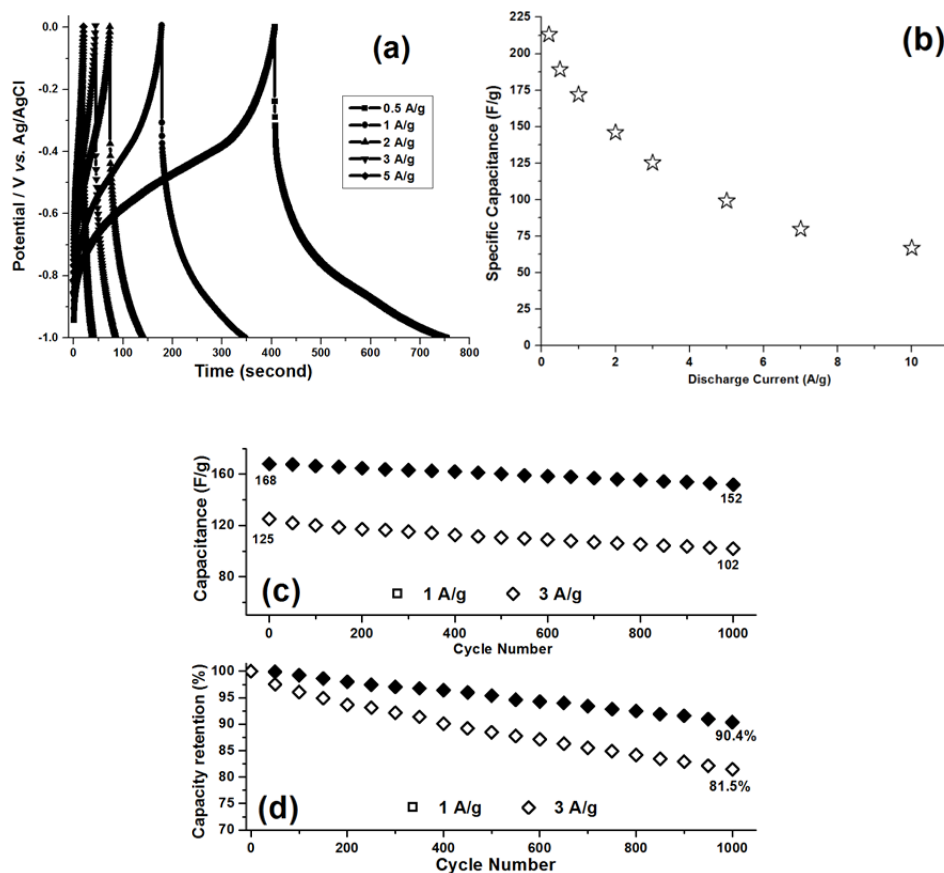 (a)
Potential / V vs. Ag/AgCl
0.0
-0.2
-0.4
-0.6
-0.8
-1.0
0.5 A/g
1 A/g
2 A/g
3 A/g
5 A/g
0 100 200 300 400 500 600 700 800
Time (second)
(b)
Specific Capacitance (F/g)
225
200
175
150
125
100
75
50
25
0
0 2 4 6 8 10
Discharge Current (A/g)
Capacitance (F/g)
160
120
80
168
152
125
102
(c)
1 A/g 3 A/g
0 200 400 600 800 1000
Cycle Number
Capacity retention (%)
100
95
90
85
80
75
70
90.4%
81.5%
(d)
1 A/g 3 A/g
0 200 400 600 800 1000
Cycle Number